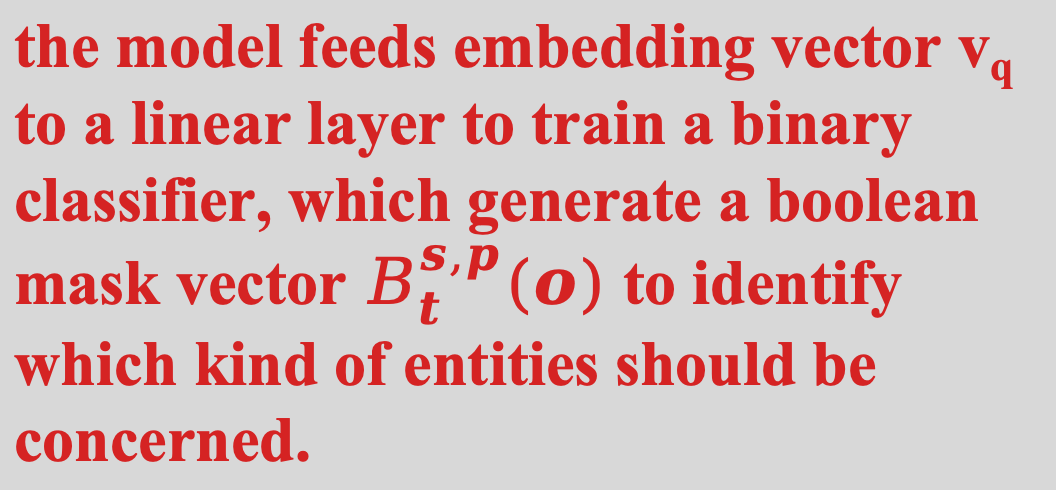 the model feeds embedding vector v_q
to a linear layer to train a binary
classifier, which generate a boolean
mask vector B_t^{s,p}(o) to identify
which kind of entities should be
concerned.